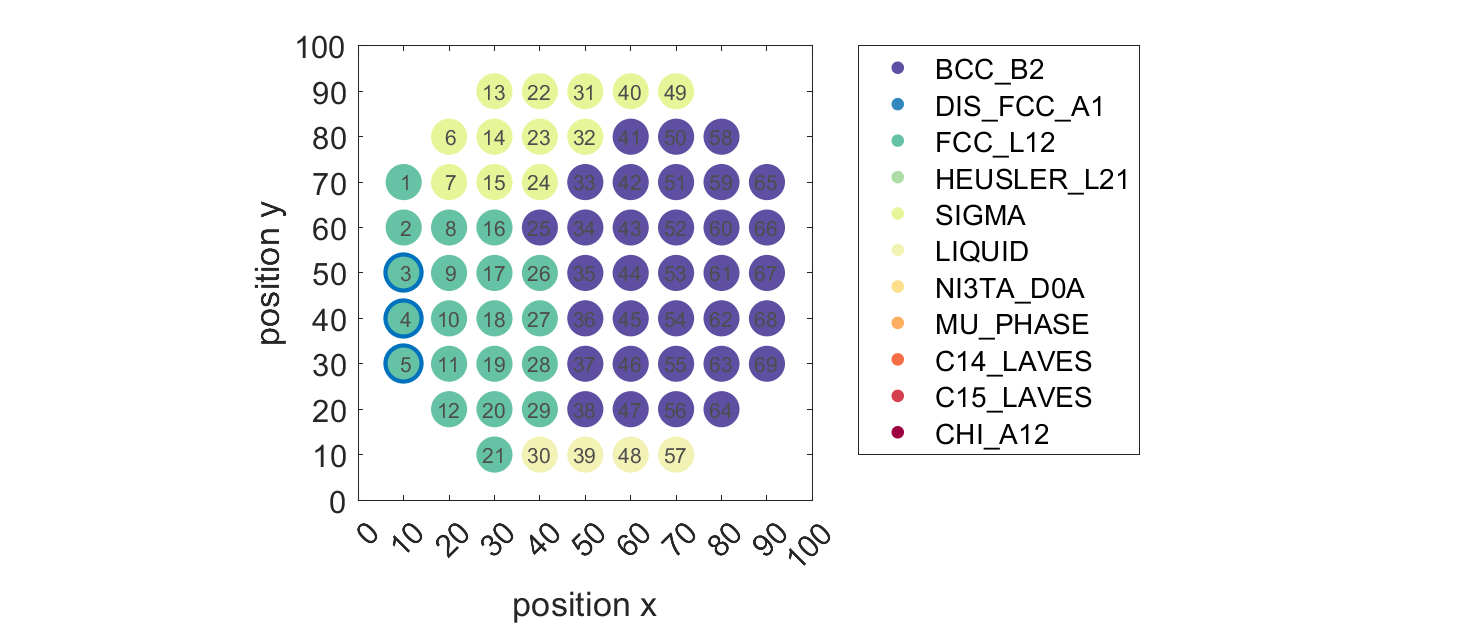 100
90
80
70
60
50
40
30
20
10
0
position y
13 22 31 40 49
6 14 23 32 41 50 58
1 7 15 24 33 42 51 59 65
2 8 16 25 34 43 52 60 66
3 9 17 26 35 44 53 61 67
4 10 18 27 36 45 54 62 68
5 11 19 28 37 46 55 63 69
12 20 29 38 47 56 64
21 30 39 48 57
0 10 20 30 40 50 60 70 80 90 100
position x
BCC_B2
DIS_FCC_A1
FCC_L12
HEUSLER_L21
SIGMA
LIQUID
NI3TA_D0A
MU_PHASE
C14_LAVES
C15_LAVES
CHI_A12